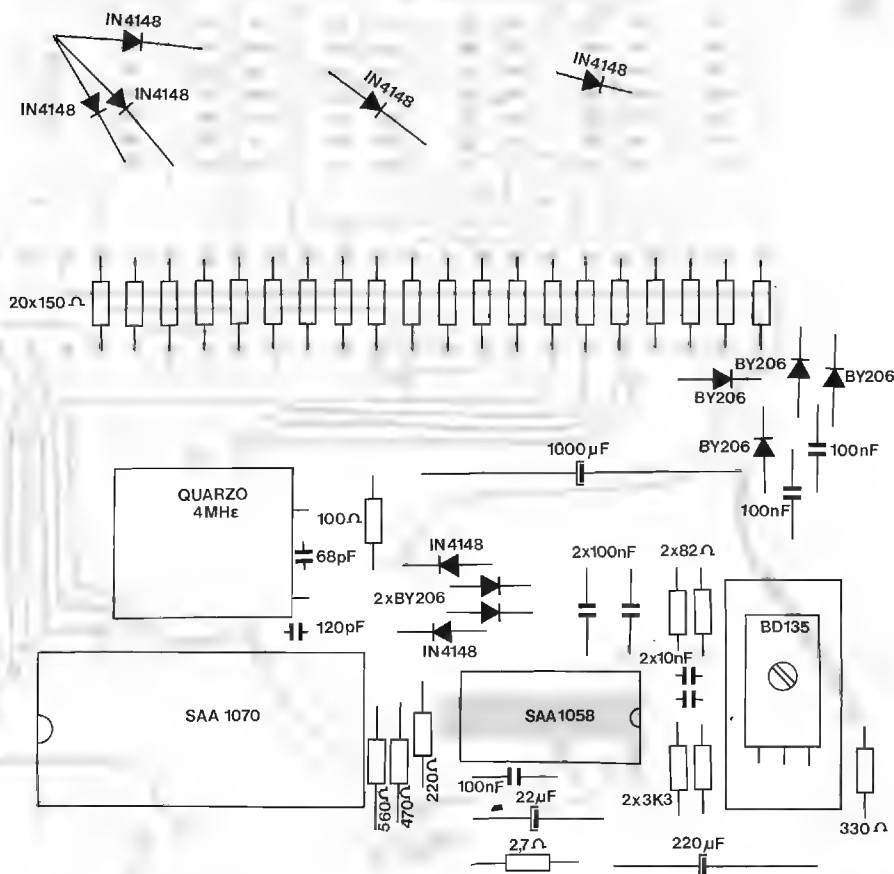 IN4148
IN4148
IN4148
IN4148
IN4148
20x150Ω
BY206
BY206
BY206
BY206
100nF
100nF
1000µF
QUARZO
4MHε
100Ω
68pF
120pF
IN4148
2xBY206
IN4148
2x100nF
2x82Ω
BD135
2x10nF
SAA 1070
SAA1058
560Ω
470Ω
220Ω
100nF
22µF
2,7Ω
2x3K3
220µF
330Ω